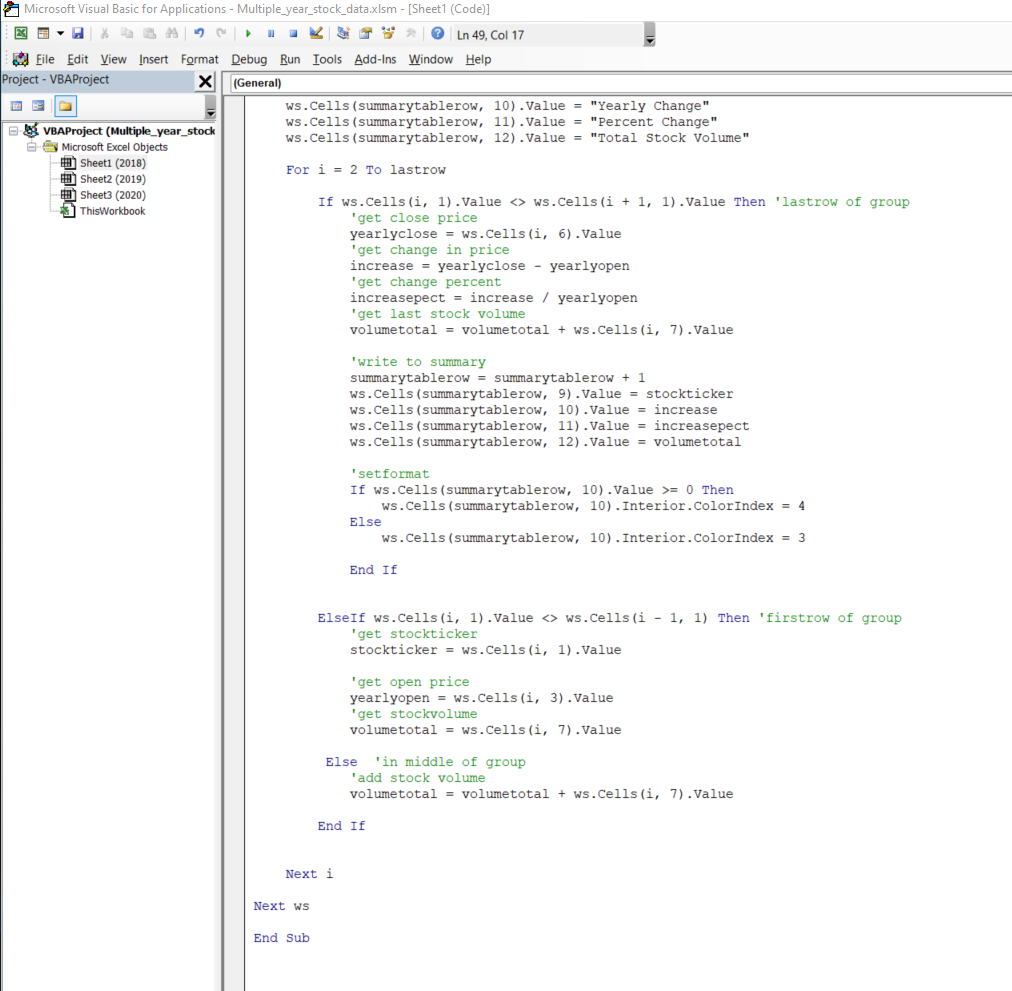 Microsoft Visual Basic for Applications - Multiple_year_stock_data.xlsm - [Sheet1 (Code)]
Ln 49, Col 17
File Edit View Insert Format Debug Run Tools Add-Ins Window Help
Project - VBAProject
(General)
VBAProject (Multiple_year_stock
Microsoft Excel Objects
Sheet1 (2018)
Sheet2 (2019)
Sheet3 (2020)
ThisWorkbook
ws.Cells(summarytablerow, 10).Value = "Yearly Change"
ws.Cells(summarytablerow, 11).Value = "Percent Change"
ws.Cells(summarytablerow, 12).Value = "Total Stock Volume"
For i = 2 To lastrow
If ws.Cells(i, 1).Value <> ws.Cells(i + 1, 1).Value Then 'lastrow of group
'get close price
yearlyclose = ws.Cells(i, 6).Value
'get change in price
increase = yearlyclose - yearlyopen
'get change percent
increasepect = increase / yearlyopen
'get last stock volume
volumetotal = volumetotal + ws.Cells(i, 7).Value
'write to summary
summarytablerow = summarytablerow + 1
ws.Cells(summarytablerow, 9).Value = stockticker
ws.Cells(summarytablerow, 10).Value = increase
ws.Cells(summarytablerow, 11).Value = increasepect
ws.Cells(summarytablerow, 12).Value = volumetotal
'setformat
If ws.Cells(summarytablerow, 10).Value >= 0 Then
ws.Cells(summarytablerow, 10).Interior.ColorIndex = 4
Else
ws.Cells(summarytablerow, 10).Interior.ColorIndex = 3
End If
ElseIf ws.Cells(i, 1).Value <> ws.Cells(i - 1, 1) Then 'firstrow of group
'get stockticker
stockticker = ws.Cells(i, 1).Value
'get open price
yearlyopen = ws.Cells(i, 3).Value
'get stockvolume
volumetotal = ws.Cells(i, 7).Value
Else 'in middle of group
'add stock volume
volumetotal = volumetotal + ws.Cells(i, 7).Value
End If
Next i
Next ws
End Sub